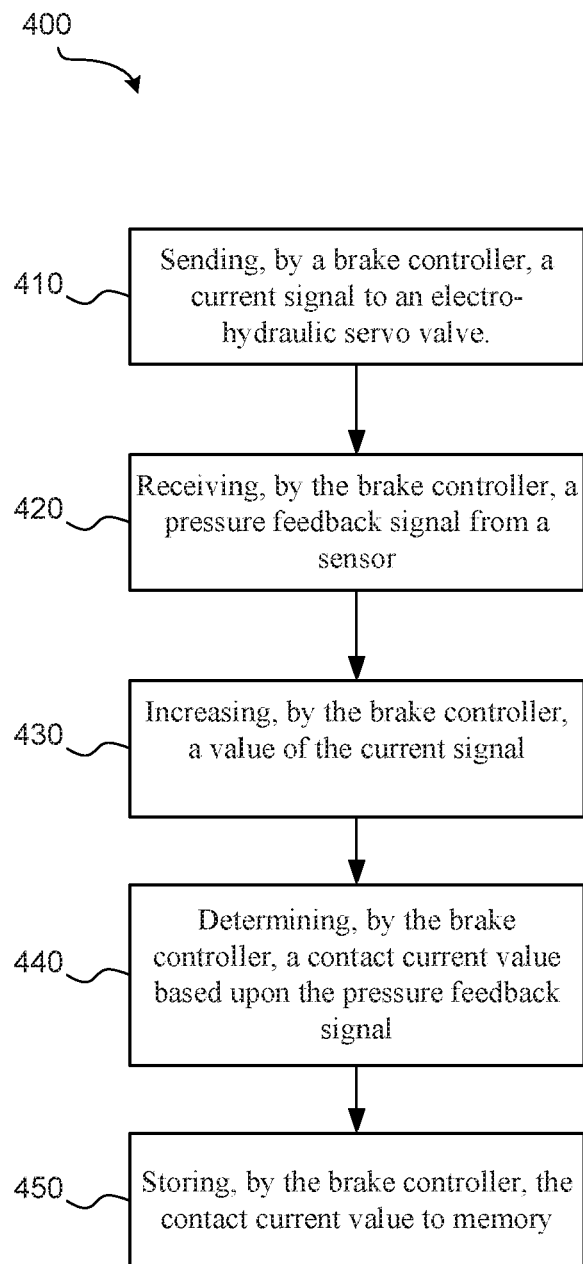 400
410
Sending, by a brake controller, a
current signal to an electro-
hydraulic servo valve.
420
Receiving, by the brake controller, a
pressure feedback signal from a
sensor
430
Increasing, by the brake controller,
a value of the current signal
440
Determining, by the brake
controller, a contact current value
based upon the pressure feedback
signal
450
Storing, by the brake controller, the
contact current value to memory